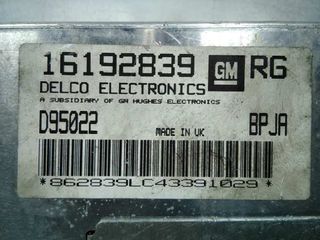 16192839 GM RG
DELCO ELECTRONICS
A SUBSIDIARY OF GM HUGHES ELECTRONICS
D95022 MADE IN UK BPJA
*862839LC43391029*